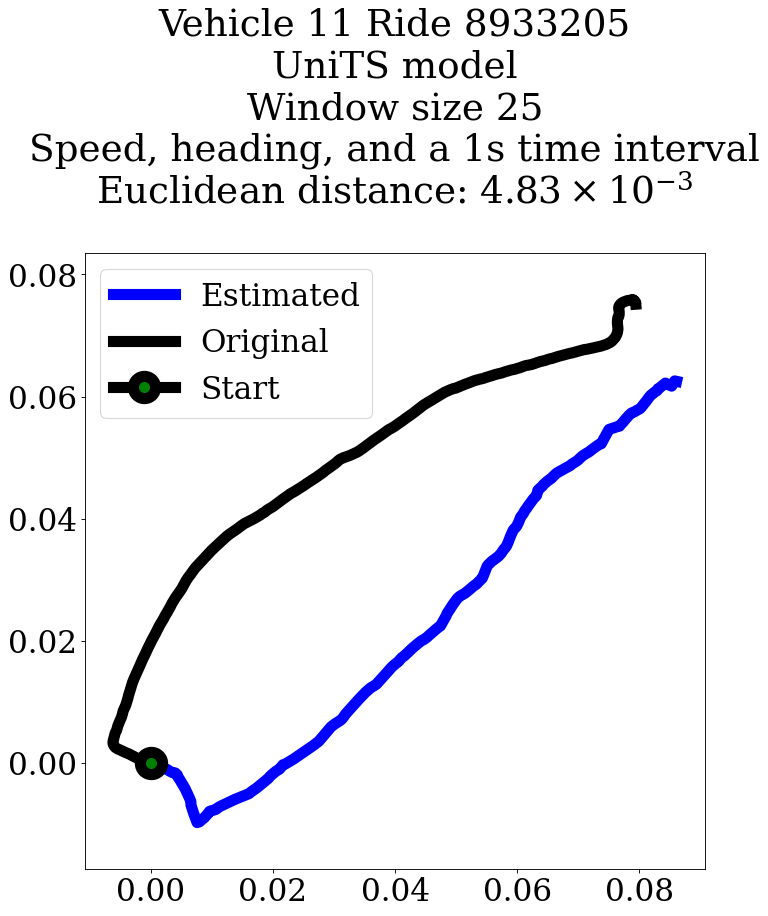 Vehicle 11 Ride 8933205
UniTS model
Window size 25
Speed, heading, and a 1s time interval
Euclidean distance: 4.83 × 10⁻³
0.08
0.06
0.04
0.02
0.00
Estimated
Original
Start
0.00 0.02 0.04 0.06 0.08